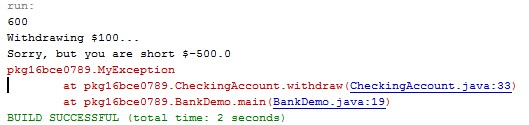 run:
600
Withdrawing $100...
Sorry, but you are short $-500.0
pkg16bce0789.MyException
at pkg16bce0789.CheckingAccount.withdraw(CheckingAccount.java:33)
at pkg16bce0789.BankDemo.main(BankDemo.java:19)
BUILD SUCCESSFUL (total time: 2 seconds)